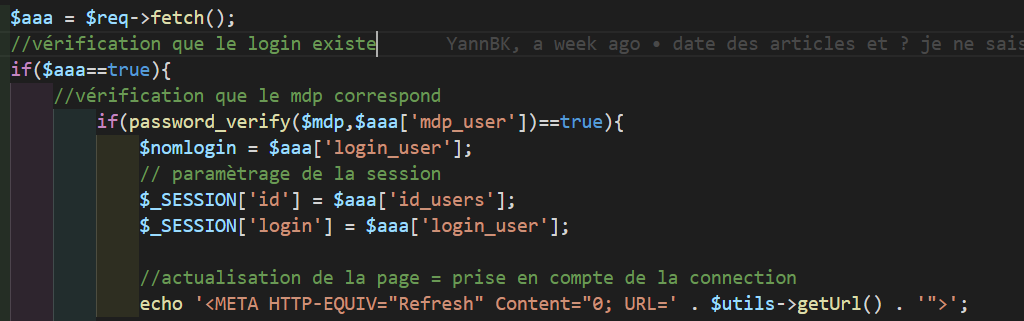 $aaa = $req->fetch();
//vérification que le login existe YannBK, a week ago • date des articles et ? je ne sais
if($aaa==true){
//vérification que le mdp correspond
if(password_verify($mdp,$aaa['mdp_user'])==true){
$nomlogin = $aaa['login_user'];
// paramètrage de la session
$_SESSION['id'] = $aaa['id_users'];
$_SESSION['login'] = $aaa['login_user'];
//actualisation de la page = prise en compte de la connection
echo '<META HTTP-EQUIV="Refresh" Content="0; URL=' . $utils->getUrl() . '">';